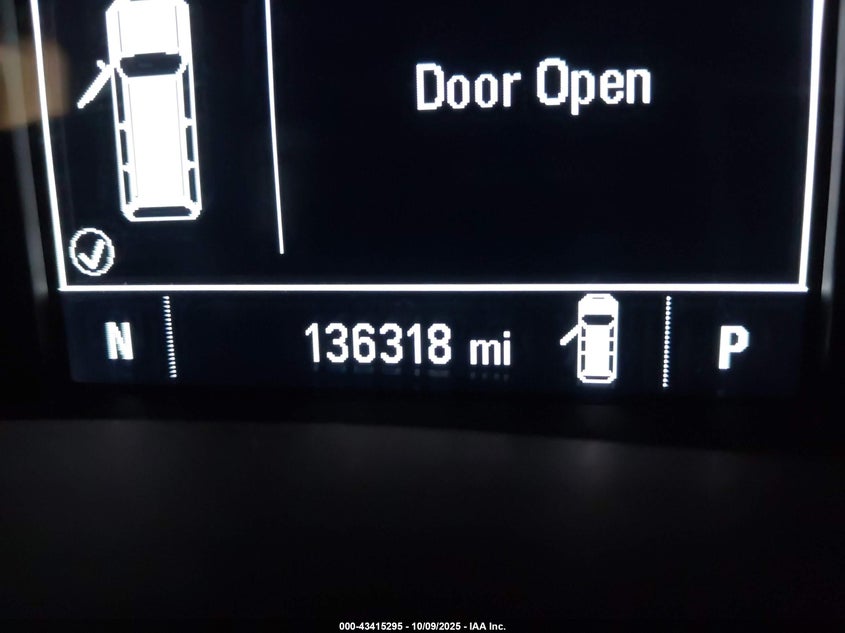 Door Open
N 136318 mi P
000-43415295 - 10/09/2025 - IAA Inc.